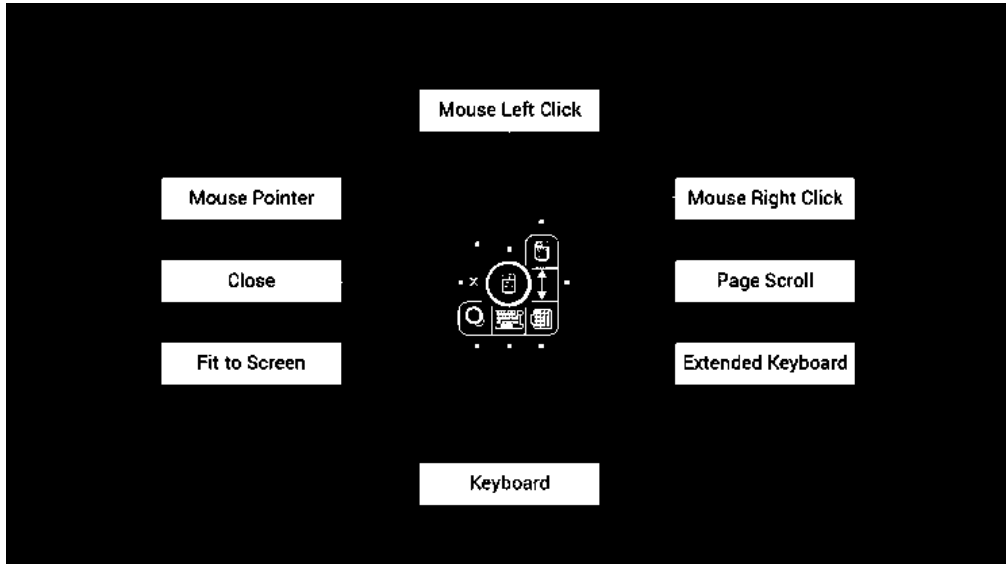 Mouse Left Click
Mouse Pointer
Mouse Right Click
Close
Page Scroll
Fit to Screen
Extended Keyboard
Keyboard